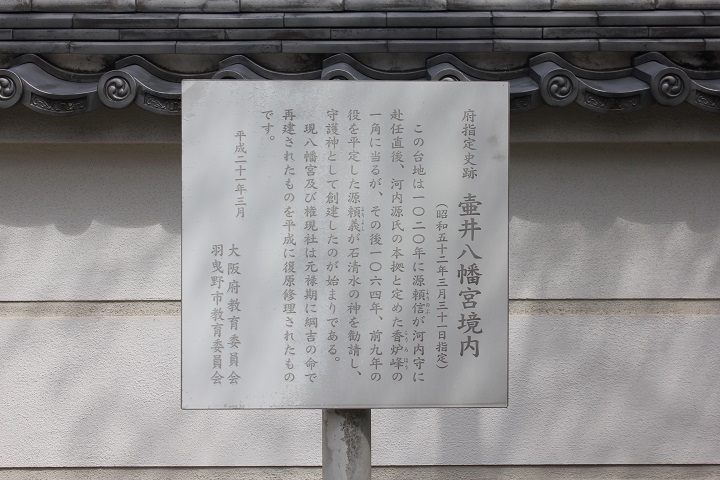 府指定史跡 壷井八幡宮境内
(昭和五十二年三月三十一日指定)
この台地は一〇二〇年に源頼信が河内守に
赴任直後、河内源氏の本拠と定めた香炉峰の
一角に当るが、その後一〇六四年、前九年の
役を平定した源頼義が石清水の神を勧請し、
守護神として創建したのが始まりである。
現八幡宮及び権現社は元禄期に綱吉の命で
再建されたものを平成に復原修理されたもの
です。
平成二十一年三月
大阪府教育委員会
羽曳野市教育委員会